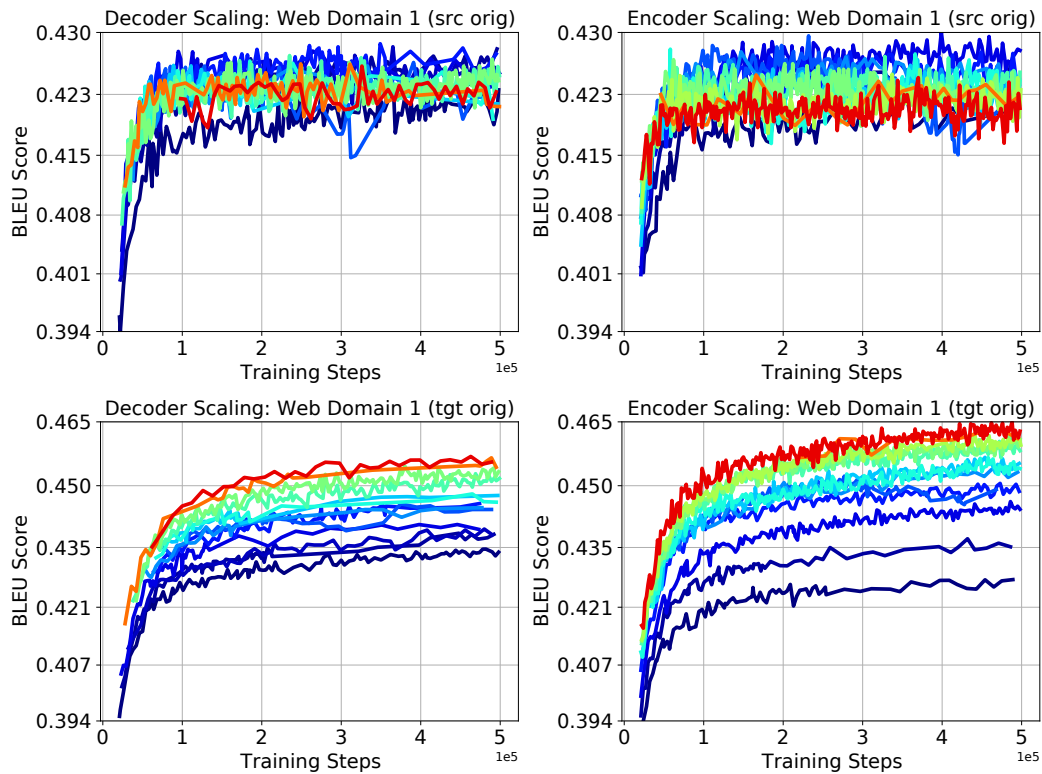 Decoder Scaling: Web Domain 1 (src orig)
0.430
0.423
0.415
0.408
0.401
0.394
BLEU Score
0 1 2 3 4 5
1e5
Training Steps
Encoder Scaling: Web Domain 1 (src orig)
0.430
0.423
0.415
0.408
0.401
0.394
BLEU Score
0 1 2 3 4 5
1e5
Training Steps
Decoder Scaling: Web Domain 1 (tgt orig)
0.465
0.450
0.435
0.421
0.407
0.394
BLEU Score
0 1 2 3 4 5
1e5
Training Steps
Encoder Scaling: Web Domain 1 (tgt orig)
0.465
0.450
0.435
0.421
0.407
0.394
BLEU Score
0 1 2 3 4 5
1e5
Training Steps